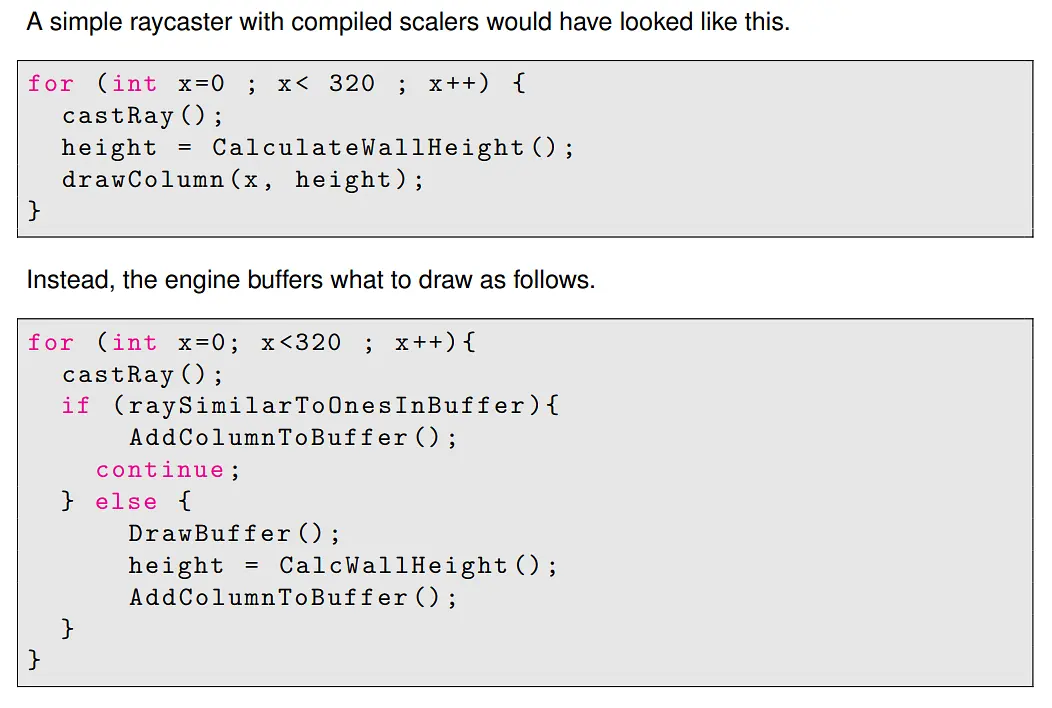 A simple raycaster with compiled scalers would have looked like this.
for (int x=0 ; x< 320 ; x++) {
  castRay();
  height = CalculateWallHeight();
  drawColumn(x, height);
}
Instead, the engine buffers what to draw as follows.
for (int x=0; x<320 ; x++){
  castRay();
  if (raySimilarToOnesInBuffer){
      AddColumnToBuffer();
    continue;
  } else {
      DrawBuffer();
      height = CalcWallHeight();
      AddColumnToBuffer();
  }
}